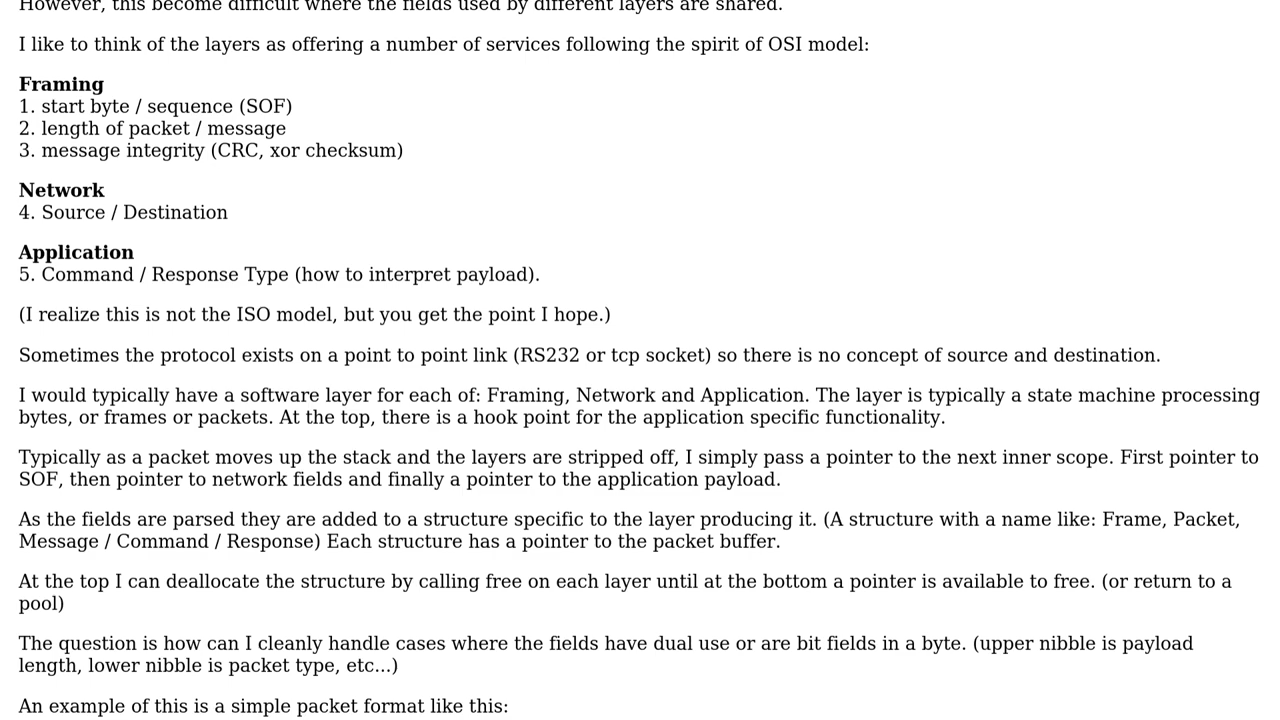 However, this become difficult where the fields used by different layers are shared.
I like to think of the layers as offering a number of services following the spirit of OSI model:
Framing
1. start byte / sequence (SOF)
2. length of packet / message
3. message integrity (CRC, xor checksum)
Network
4. Source / Destination
Application
5. Command / Response Type (how to interpret payload).
(I realize this is not the ISO model, but you get the point I hope.)
Sometimes the protocol exists on a point to point link (RS232 or tcp socket) so there is no concept of source and destination.
I would typically have a software layer for each of: Framing, Network and Application. The layer is typically a state machine processing
bytes, or frames or packets. At the top, there is a hook point for the application specific functionality.
Typically as a packet moves up the stack and the layers are stripped off, I simply pass a pointer to the next inner scope. First pointer to
SOF, then pointer to network fields and finally a pointer to the application payload.
As the fields are parsed they are added to a structure specific to the layer producing it. (A structure with a name like: Frame, Packet,
Message / Command / Response) Each structure has a pointer to the packet buffer.
At the top I can deallocate the structure by calling free on each layer until at the bottom a pointer is available to free. (or return to a
pool)
The question is how can I cleanly handle cases where the fields have dual use or are bit fields in a byte. (upper nibble is payload
length, lower nibble is packet type, etc...)
An example of this is a simple packet format like this: